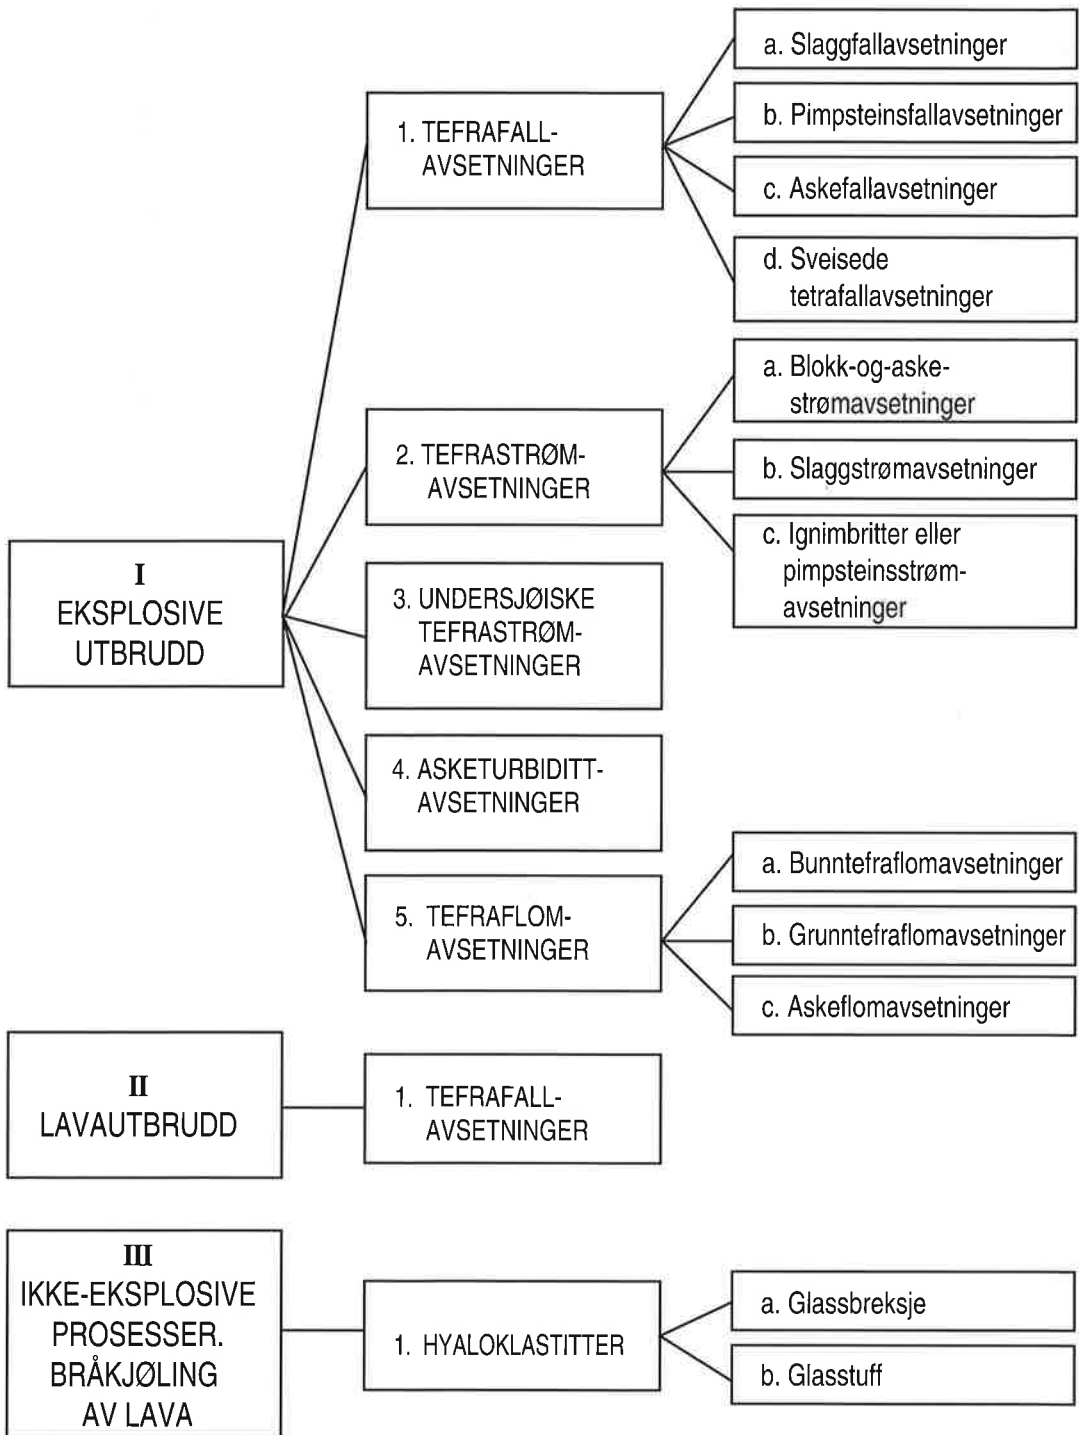 I
EKSPLOSIVE
UTBRUDD
1. TEFRAFALL-
AVSETNINGER
a. Slaggfallavsetninger
b. Pimpsteinsfallavsetninger
c. Askefallavsetninger
d. Sveisede
tetrafallavsetninger
2. TEFRASTRØM-
AVSETNINGER
a. Blokk-og-aske-
strømavsetninger
b. Slaggstrømavsetninger
c. Ignimbritter eller
pimpsteinsstrøm-
avsetninger
3. UNDERSJØISKE
TEFRASTRØM-
AVSETNINGER
4. ASKETURBIDITT-
AVSETNINGER
5. TEFRAFLOM-
AVSETNINGER
a. Bunntefraflomavsetninger
b. Grunntefraflomavsetninger
c. Askeflomavsetninger
II
LAVAUTBRUDD
1. TEFRAFALL-
AVSETNINGER
III
IKKE-EKSPLOSIVE
PROSESSER.
BRÅKJØLING
AV LAVA
1. HYALOKLASTITTER
a. Glassbreksje
b. Glasstuff